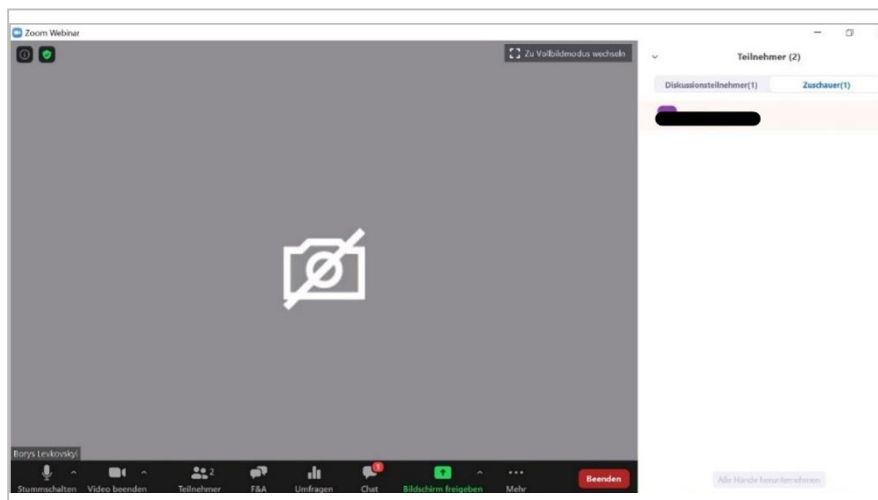 Zoom Webinar
Zu Vollbildmodus wechseln
Teilnehmer (2)
Diskussionsteilnehmer(1)
Zuschauer(1)
Borys Levkovskyi
2
1
Stummschalten
Video beenden
Teilnehmer
F&A
Umfragen
Chat
Bildschirm freigeben
Mehr
Beenden
Alle Hände herunternehmen